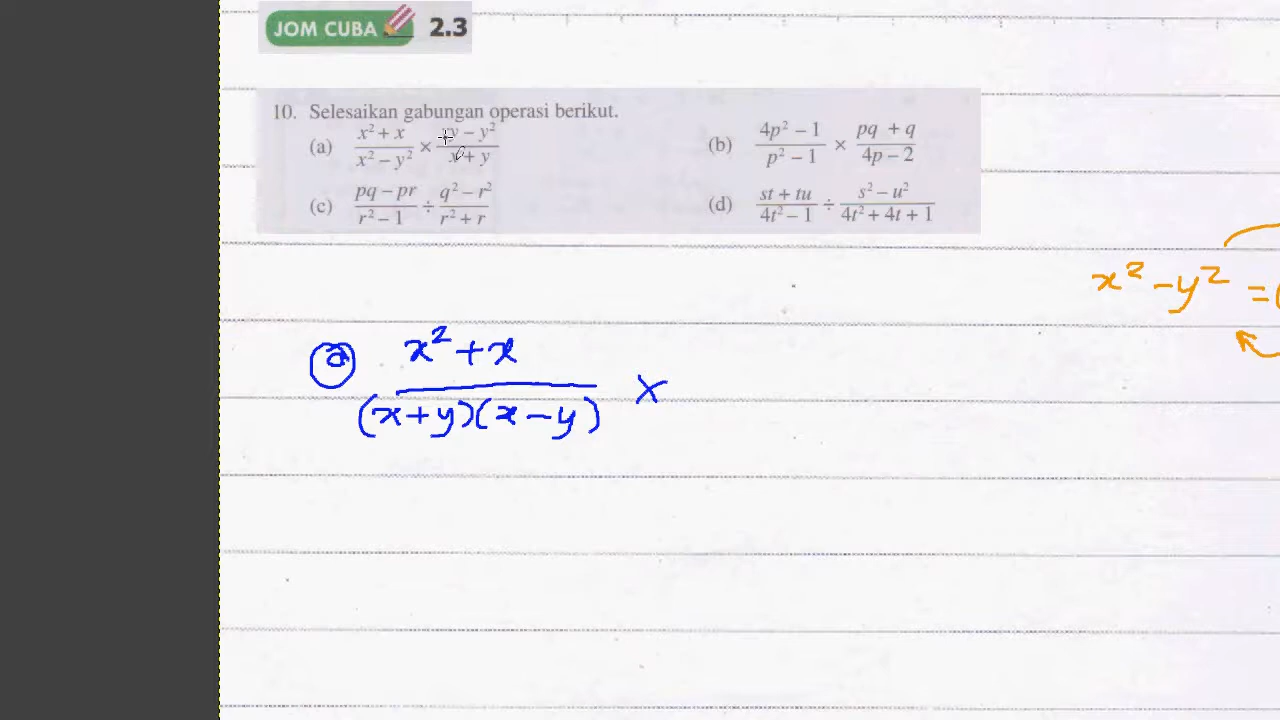 JOM CUBA 2.3
10. Selesaikan gabungan operasi berikut.
(a) (x² + x)/(x² − y²) × (xy − y²)/(x + y) (b) (4p² − 1)/(p² − 1) × (pq + q)/(4p − 2)
(c) (pq − pr)/(r² − 1) ÷ (q² − r²)/(r² + r) (d) (st + tu)/(4t² − 1) ÷ (s² − u²)/(4t² + 4t + 1)
x² − y² = (
ⓐ x² + x
(x + y)(x − y) ×